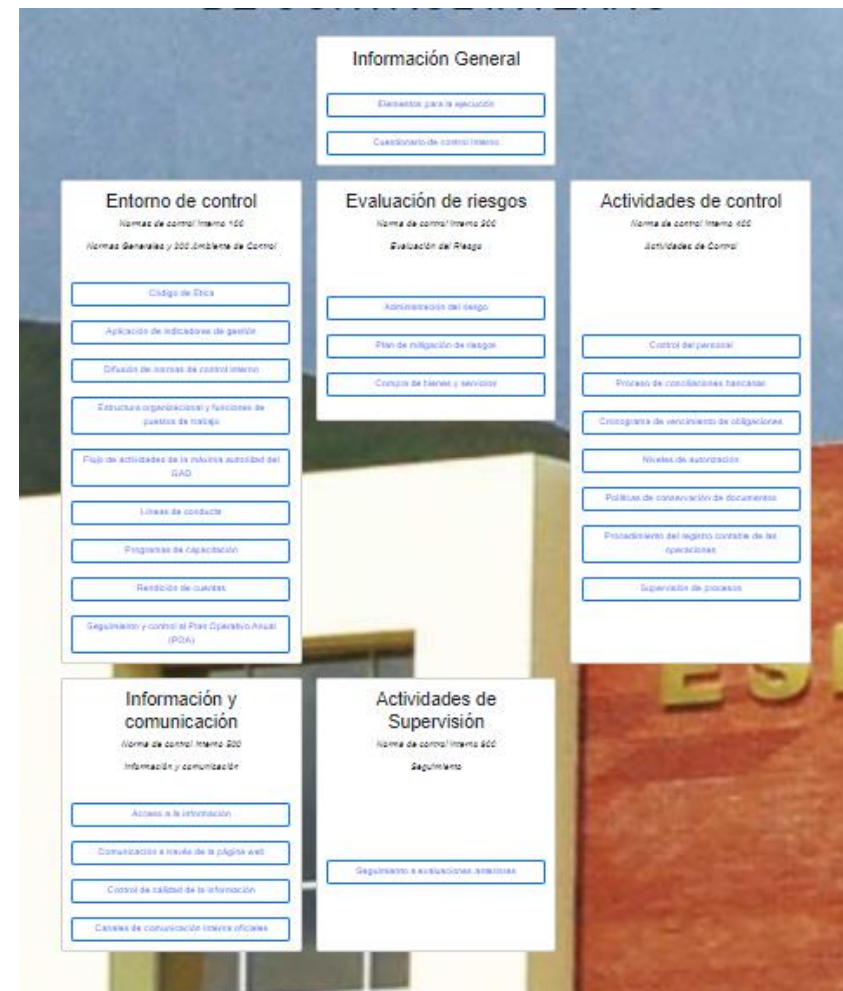 DE CONTROL INTERNO
Información General
Elementos para la ejecución
Cuestionario de control interno
Entorno de control
Normas de control Interno 100
Normas Generales y 200 Ambiente de Control
Código de Ética
Aplicación de indicadores de gestión
Difusión de normas de control interno
Estructura organizacional y funciones de
puestos de trabajo
Flujo de actividades de la máxima autoridad del
GAD
Líneas de conducta
Programas de capacitación
Rendición de cuentas
Seguimiento y control al Plan Operativo Anual
(POA)
Evaluación de riesgos
Norma de control Interno 300
Evaluación del Riesgo
Administración del riesgo
Plan de mitigación de riesgos
Compra de bienes y servicios
Actividades de control
Norma de control Interno 400
Actividades de Control
Control del personal
Proceso de conciliaciones bancarias
Cronograma de vencimiento de obligaciones
Niveles de autorización
Políticas de conservación de documentos
Procedimiento del registro contable de las
operaciones
Supervisión de procesos
Información y
comunicación
Norma de control Interno 500
Información y comunicación
Acceso a la información
Comunicación a través de la página web
Control de calidad de la información
Canales de comunicación interna oficiales
Actividades de
Supervisión
Norma de control Interno 600
Seguimiento
Seguimiento a evaluaciones anteriores